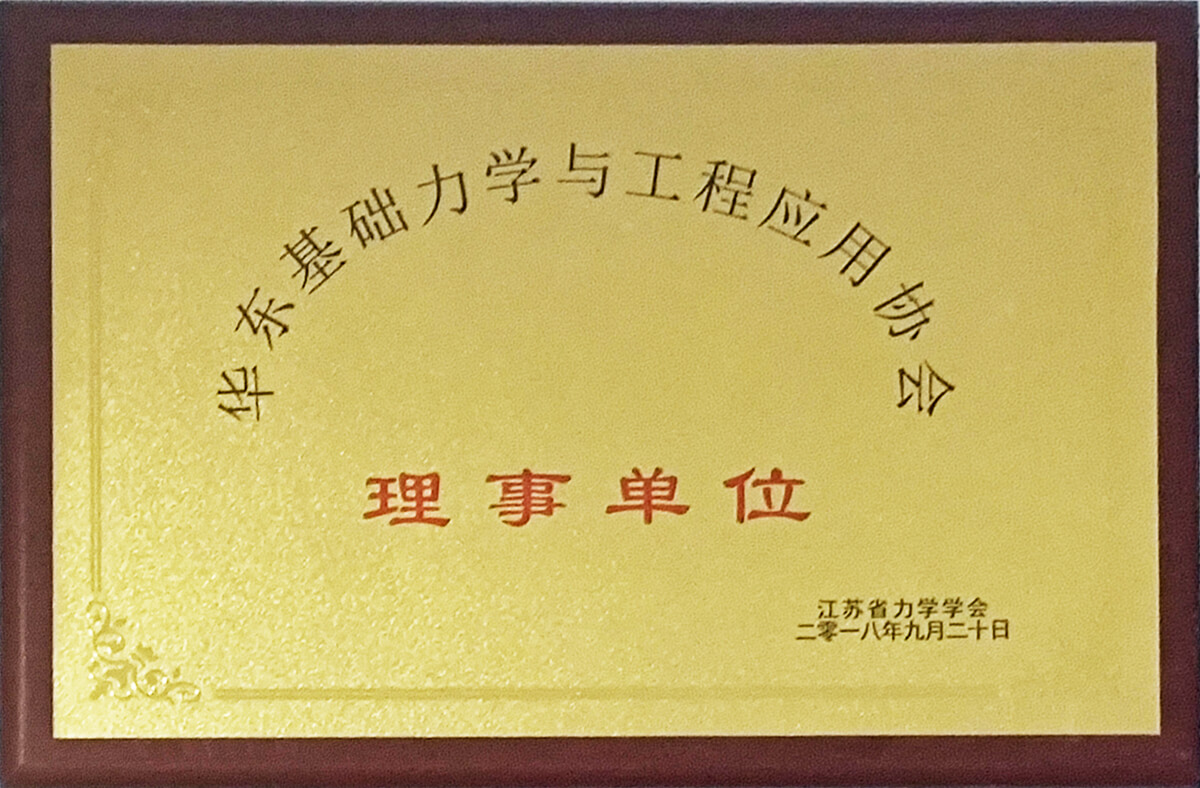 华东基础力学与工程应用协会
理事单位
江苏省力学学会
二零一八年九月二十日